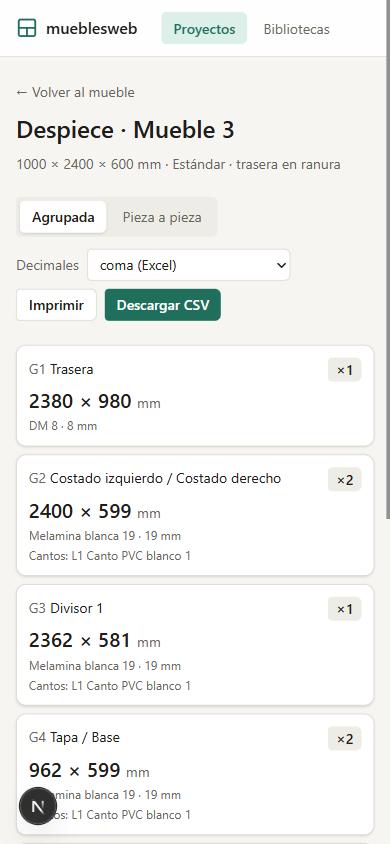 mueblesweb Proyectos Bibliotecas
← Volver al mueble
Despiece · Mueble 3
1000 × 2400 × 600 mm · Estándar · trasera en ranura
Agrupada Pieza a pieza
Decimales coma (Excel)
Imprimir Descargar CSV
G1 Trasera ×1
2380 × 980 mm
DM 8 · 8 mm
G2 Costado izquierdo / Costado derecho ×2
2400 × 599 mm
Melamina blanca 19 · 19 mm
Cantos: L1 Canto PVC blanco 1
G3 Divisor 1 ×1
2362 × 581 mm
Melamina blanca 19 · 19 mm
Cantos: L1 Canto PVC blanco 1
G4 Tapa / Base ×2
962 × 599 mm
blanca 19 · 19 mm
L1 Canto PVC blanco 1
N